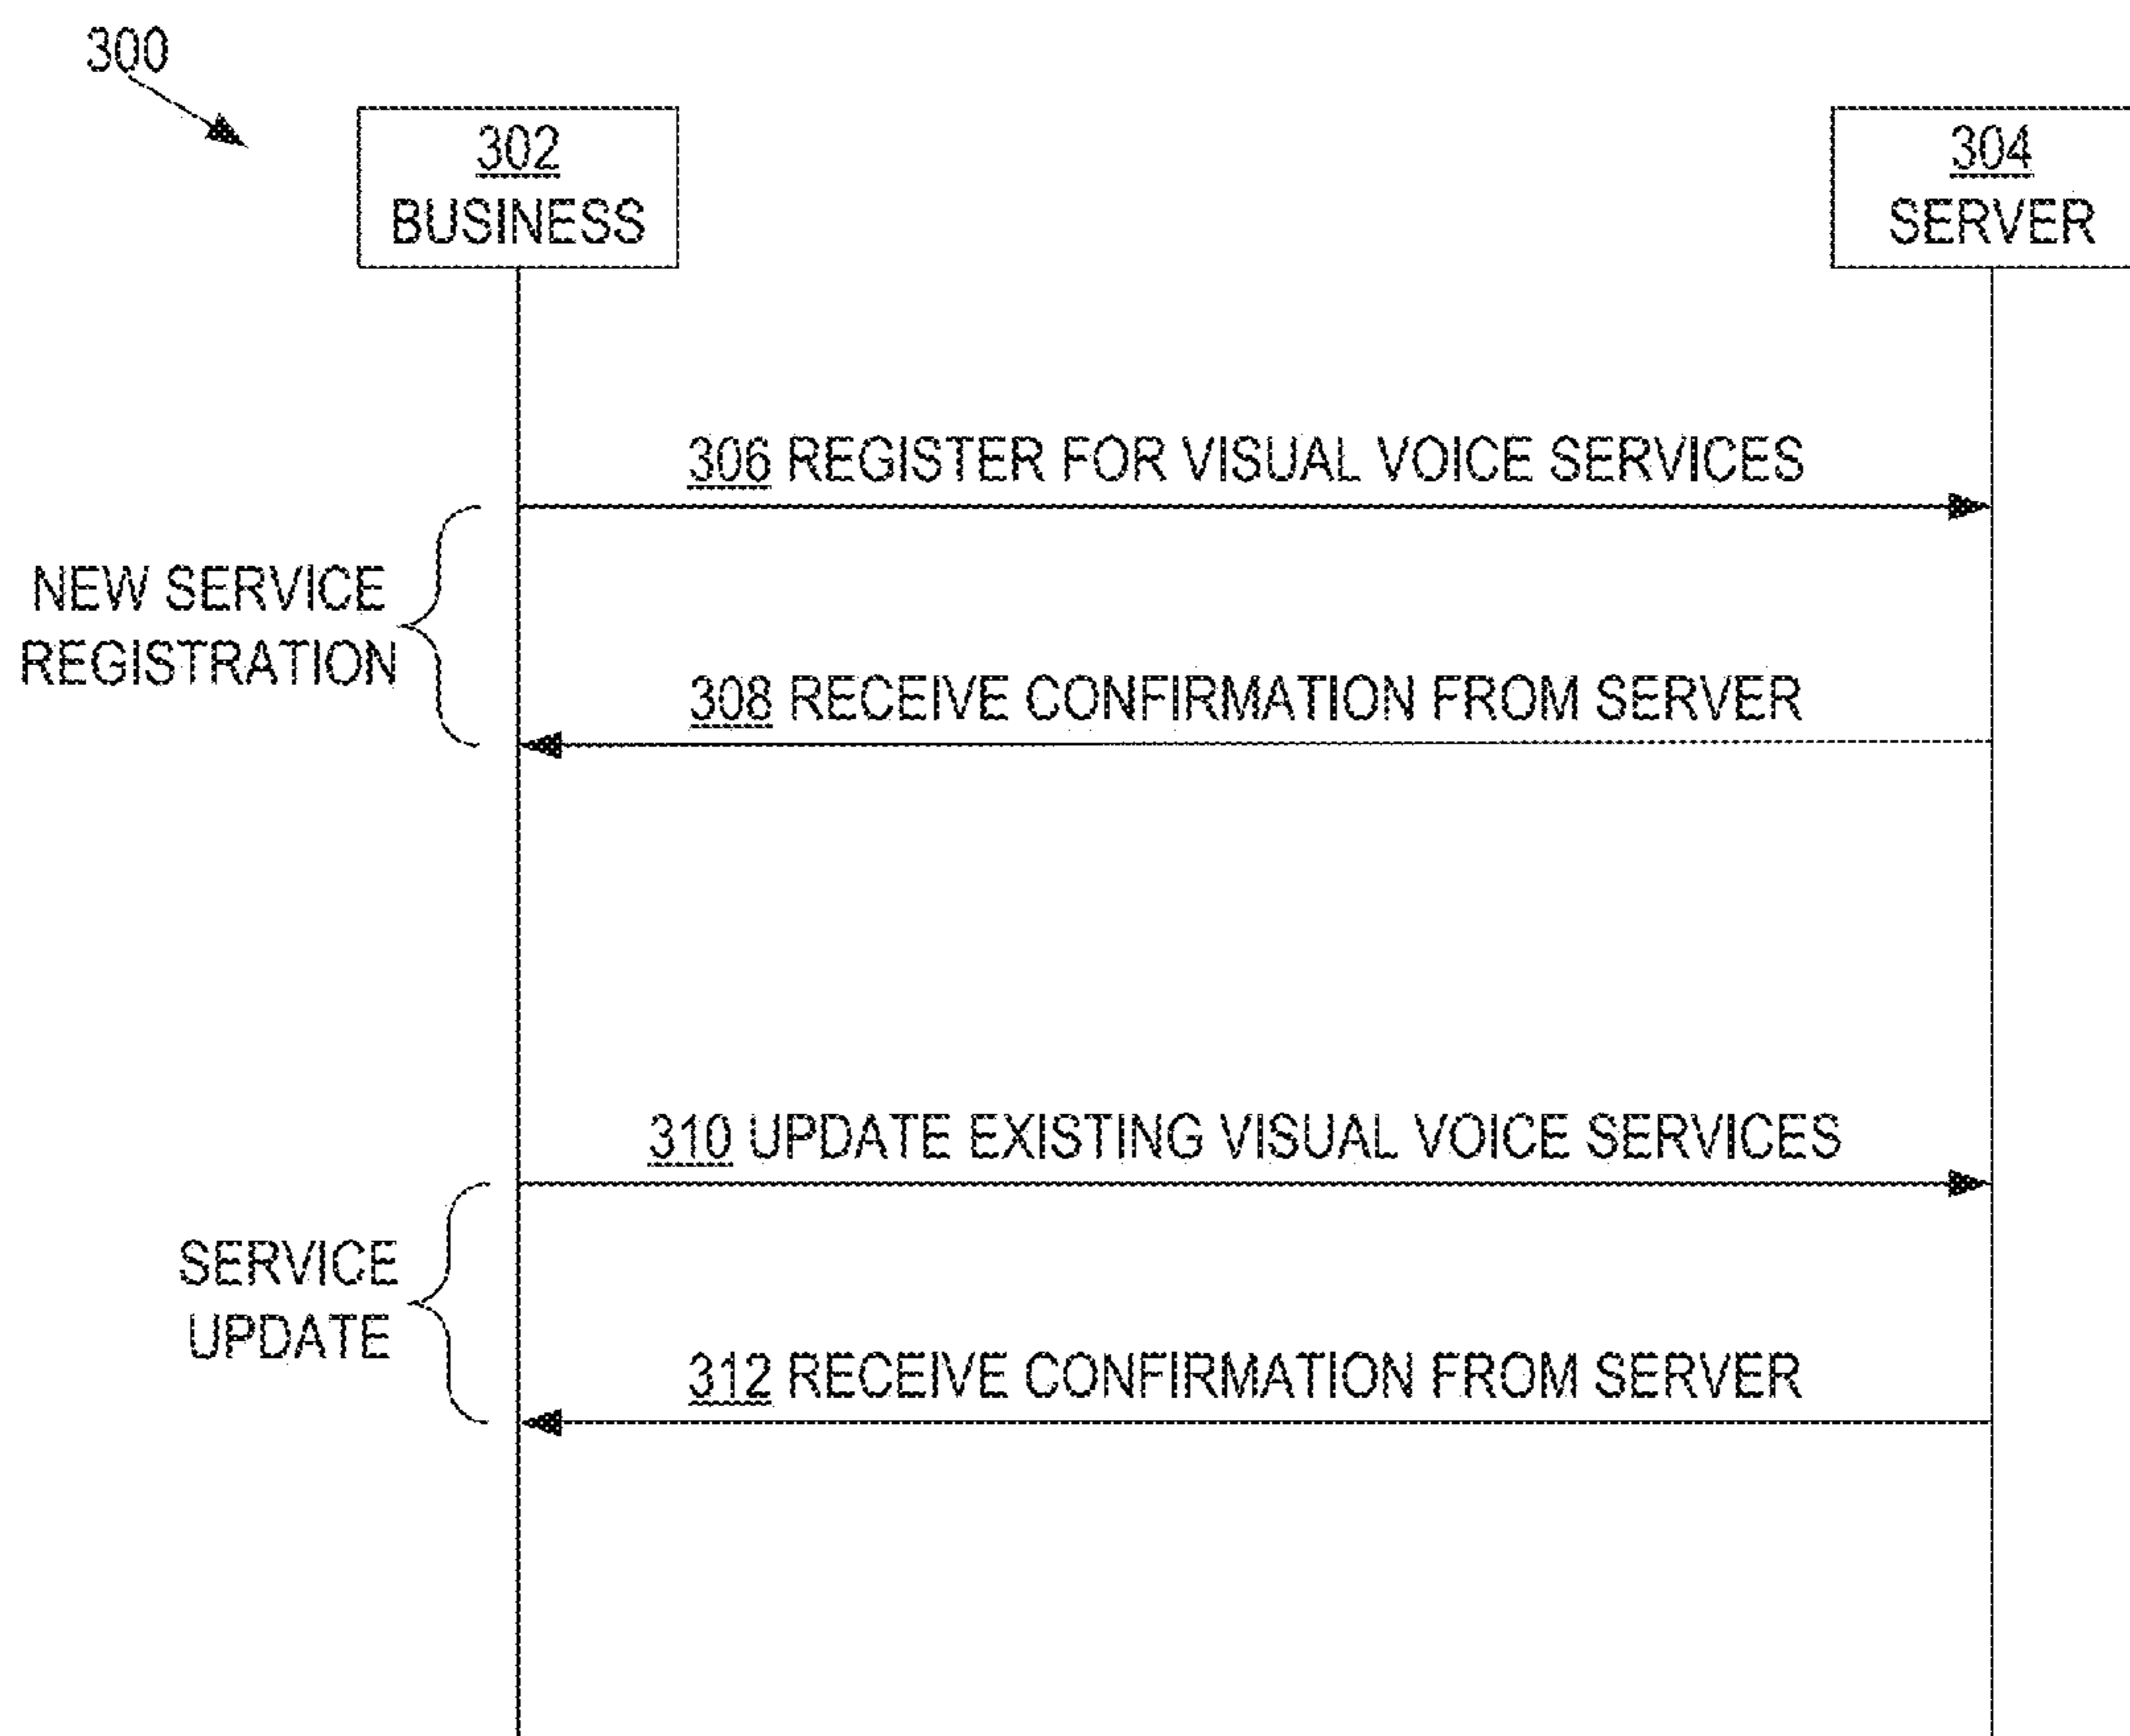 300
302
BUSINESS
304
SERVER
306 REGISTER FOR VISUAL VOICE SERVICES
NEW SERVICE
REGISTRATION
308 RECEIVE CONFIRMATION FROM SERVER
310 UPDATE EXISTING VISUAL VOICE SERVICES
SERVICE
UPDATE
312 RECEIVE CONFIRMATION FROM SERVER